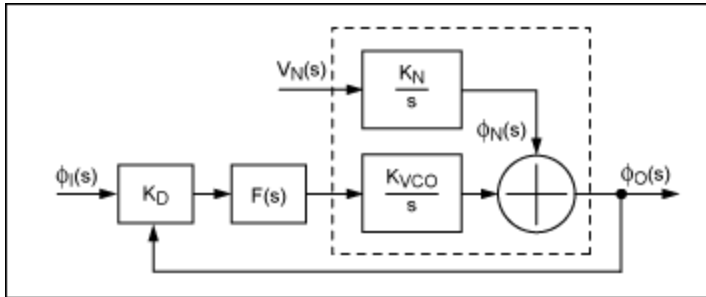 V_N(s)
K_N
s
ϕ_N(s)
ϕ_I(s)
K_D
F(s)
K_VCO
s
ϕ_O(s)